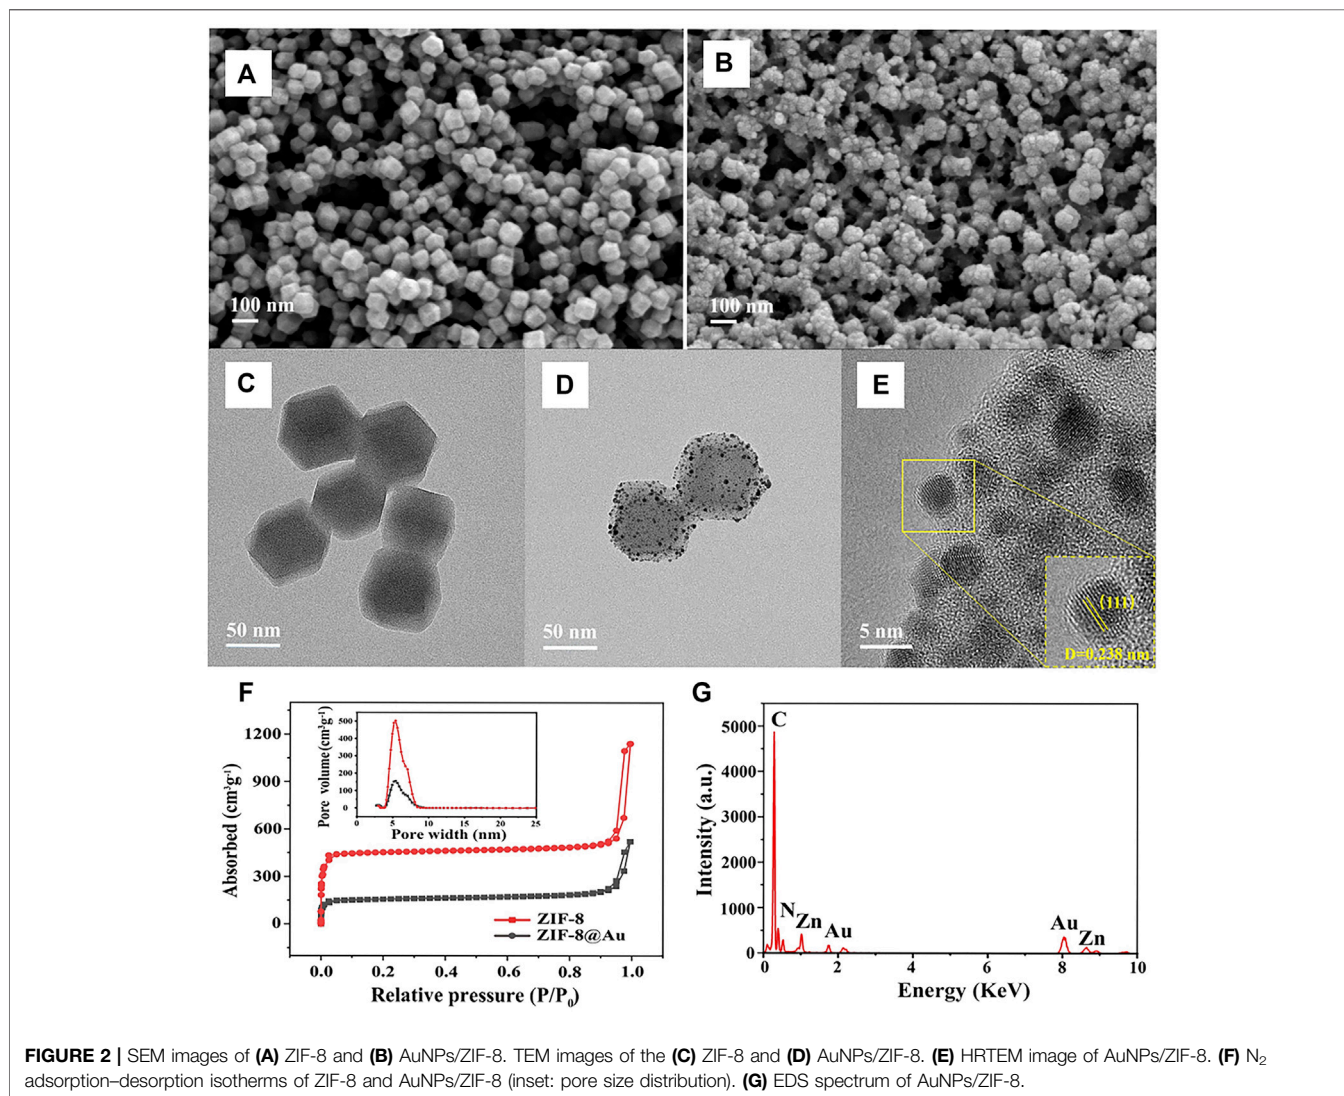 A
B
100 nm
100 nm
C
D
E
50 nm
50 nm
5 nm
(111)
D=0.238 nm
F
G
Absorbed (cm³g⁻¹)
1200
900
600
300
0
0.0 0.2 0.4 0.6 0.8 1.0
Relative pressure (P/P₀)
Pore volume(cm³g⁻¹)
500
400
300
200
100
0
0 5 10 15 20 25
Pore width (nm)
ZIF-8
ZIF-8@Au
Intensity (a.u.)
5000
4000
3000
2000
1000
0
C
N
Zn
Au
Au
Zn
0 2 4 6 8 10
Energy (KeV)
FIGURE 2 | SEM images of (A) ZIF-8 and (B) AuNPs/ZIF-8. TEM images of the (C) ZIF-8 and (D) AuNPs/ZIF-8. (E) HRTEM image of AuNPs/ZIF-8. (F) N₂
adsorption–desorption isotherms of ZIF-8 and AuNPs/ZIF-8 (inset: pore size distribution). (G) EDS spectrum of AuNPs/ZIF-8.